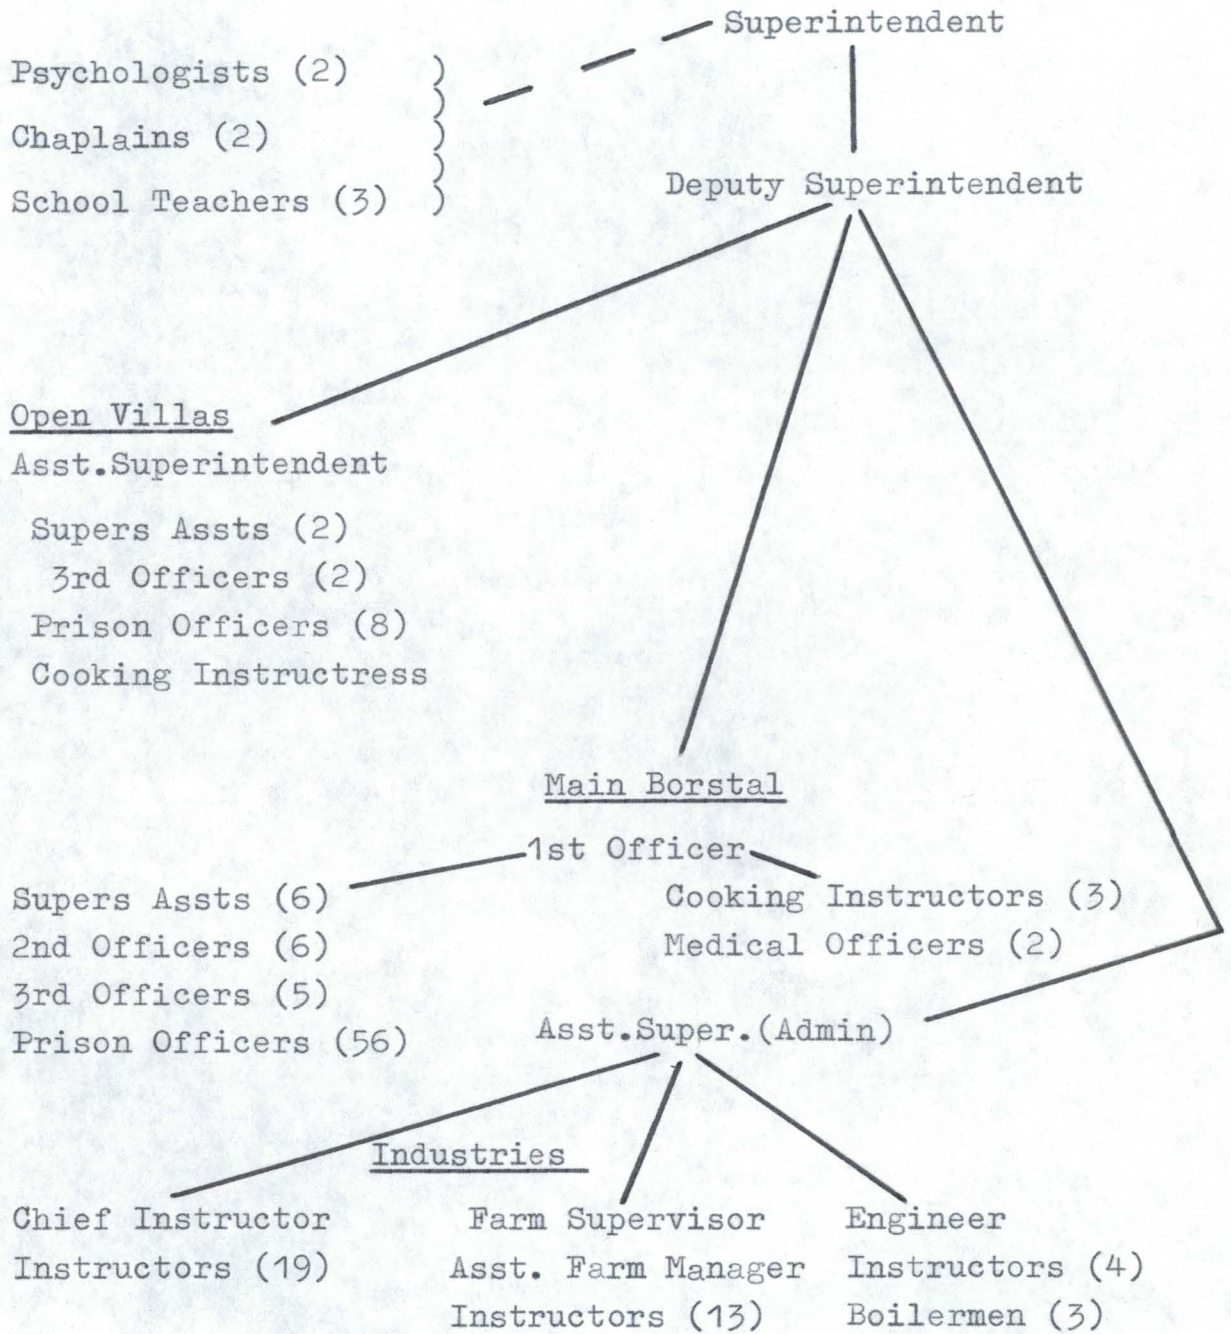 Superintendent
Psychologists (2) )
)
Chaplains (2) )
)
School Teachers (3) )
Deputy Superintendent
Open Villas
Asst.Superintendent
Supers Assts (2)
3rd Officers (2)
Prison Officers (8)
Cooking Instructress
Main Borstal
1st Officer
Supers Assts (6)
2nd Officers (6)
3rd Officers (5)
Prison Officers (56)
Cooking Instructors (3)
Medical Officers (2)
Asst.Super.(Admin)
Industries
Chief Instructor
Instructors (19)
Farm Supervisor
Asst. Farm Manager
Instructors (13)
Engineer
Instructors (4)
Boilermen (3)